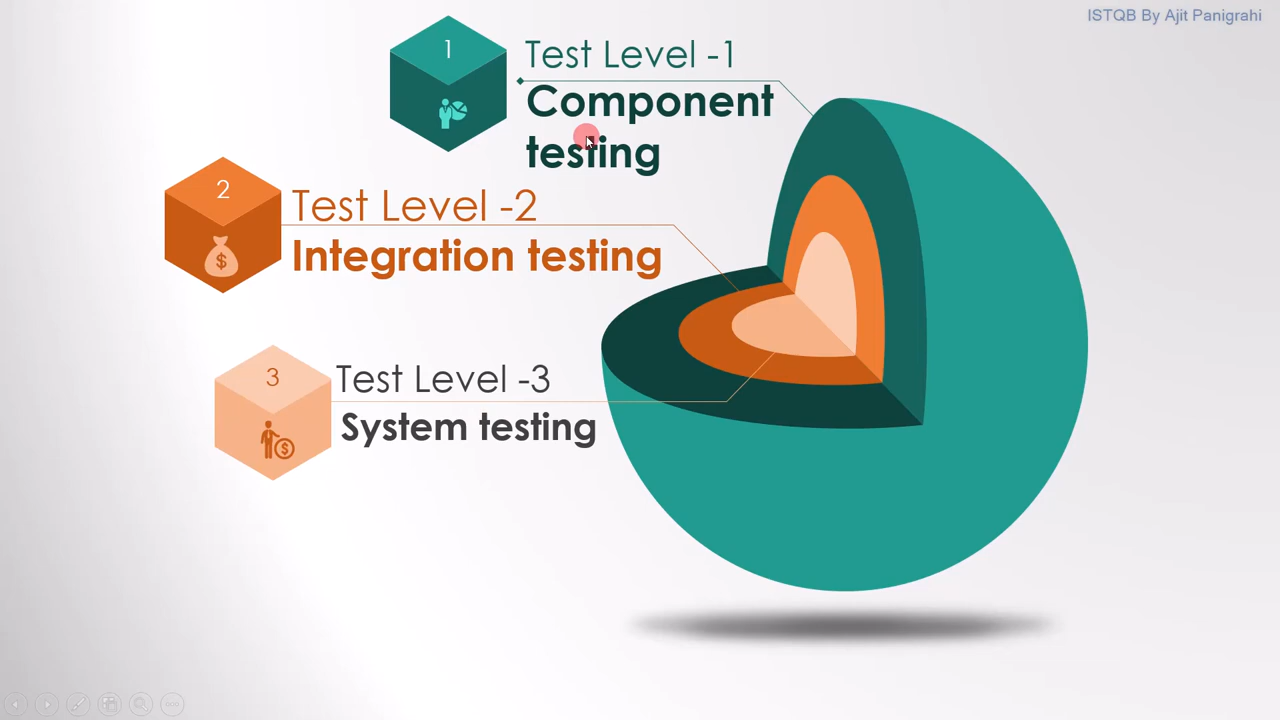 ISTQB By Ajit Panigrahi
1
Test Level -1
Component
testing
2
Test Level -2
Integration testing
$
3
Test Level -3
System testing
$